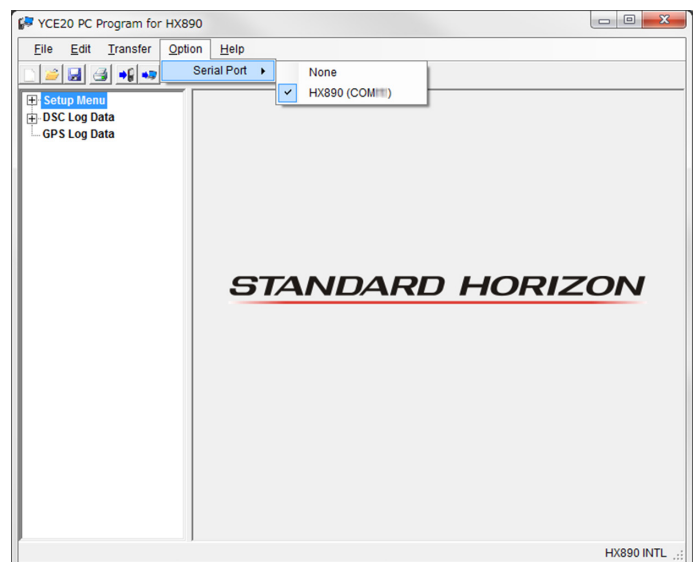 YCE20 PC Program for HX890
File Edit Transfer Option Help
Serial Port
None
HX890 (COM )
Setup Menu
DSC Log Data
GPS Log Data
STANDARD HORIZON
HX890 INTL